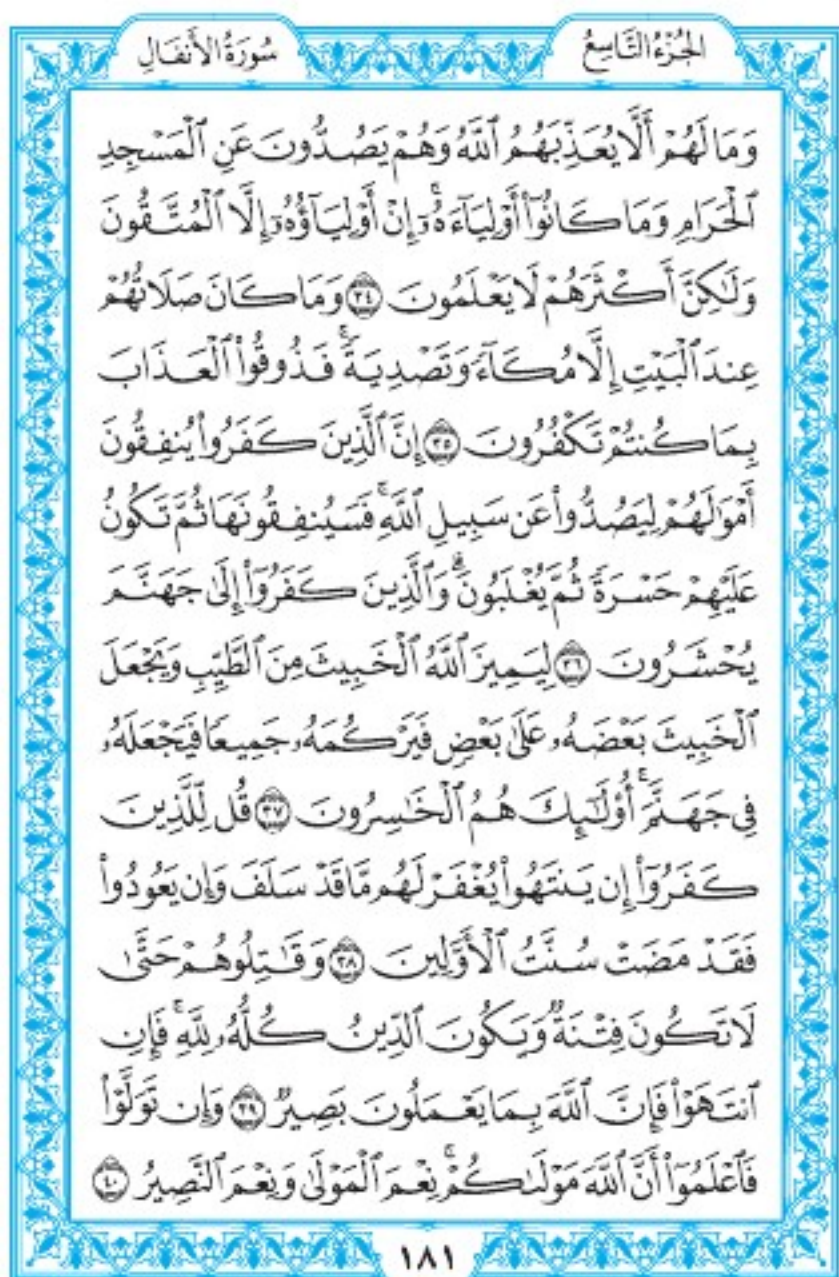 الجُزْءُ التَّاسِعُ
سُورَةُ الأَنفَالِ
وَمَا لَهُمْ أَلَّا يُعَذِّبَهُمُ ٱللَّهُ وَهُمْ يَصُدُّونَ عَنِ ٱلْمَسْجِدِ
ٱلْحَرَامِ وَمَا كَانُوٓاْ أَوْلِيَآءَهُۥٓۚ إِنْ أَوْلِيَآؤُهُۥٓ إِلَّا ٱلْمُتَّقُونَ
وَلَٰكِنَّ أَكْثَرَهُمْ لَا يَعْلَمُونَ ٣٤ وَمَا كَانَ صَلَاتُهُمْ
عِندَ ٱلْبَيْتِ إِلَّا مُكَآءٗ وَتَصْدِيَةٗۚ فَذُوقُواْ ٱلْعَذَابَ
بِمَا كُنتُمْ تَكْفُرُونَ ٣٥ إِنَّ ٱلَّذِينَ كَفَرُواْ يُنفِقُونَ
أَمْوَٰلَهُمْ لِيَصُدُّواْ عَن سَبِيلِ ٱللَّهِۚ فَسَيُنفِقُونَهَا ثُمَّ تَكُونُ
عَلَيْهِمْ حَسْرَةٗ ثُمَّ يُغْلَبُونَۗ وَٱلَّذِينَ كَفَرُوٓاْ إِلَىٰ جَهَنَّمَ
يُحْشَرُونَ ٣٦ لِيَمِيزَ ٱللَّهُ ٱلْخَبِيثَ مِنَ ٱلطَّيِّبِ وَيَجْعَلَ
ٱلْخَبِيثَ بَعْضَهُۥ عَلَىٰ بَعْضٖ فَيَرْكُمَهُۥ جَمِيعٗا فَيَجْعَلَهُۥ
فِي جَهَنَّمَۚ أُوْلَٰٓئِكَ هُمُ ٱلْخَٰسِرُونَ ٣٧ قُل لِّلَّذِينَ
كَفَرُوٓاْ إِن يَنتَهُواْ يُغْفَرْ لَهُم مَّا قَدْ سَلَفَ وَإِن يَعُودُواْ
فَقَدْ مَضَتْ سُنَّتُ ٱلْأَوَّلِينَ ٣٨ وَقَٰتِلُوهُمْ حَتَّىٰ
لَا تَكُونَ فِتْنَةٞ وَيَكُونَ ٱلدِّينُ كُلُّهُۥ لِلَّهِۚ فَإِنِ
ٱنتَهَوْاْ فَإِنَّ ٱللَّهَ بِمَا يَعْمَلُونَ بَصِيرٞ ٣٩ وَإِن تَوَلَّوْاْ
فَٱعْلَمُوٓاْ أَنَّ ٱللَّهَ مَوْلَىٰكُمْۚ نِعْمَ ٱلْمَوْلَىٰ وَنِعْمَ ٱلنَّصِيرُ ٤٠
١٨١